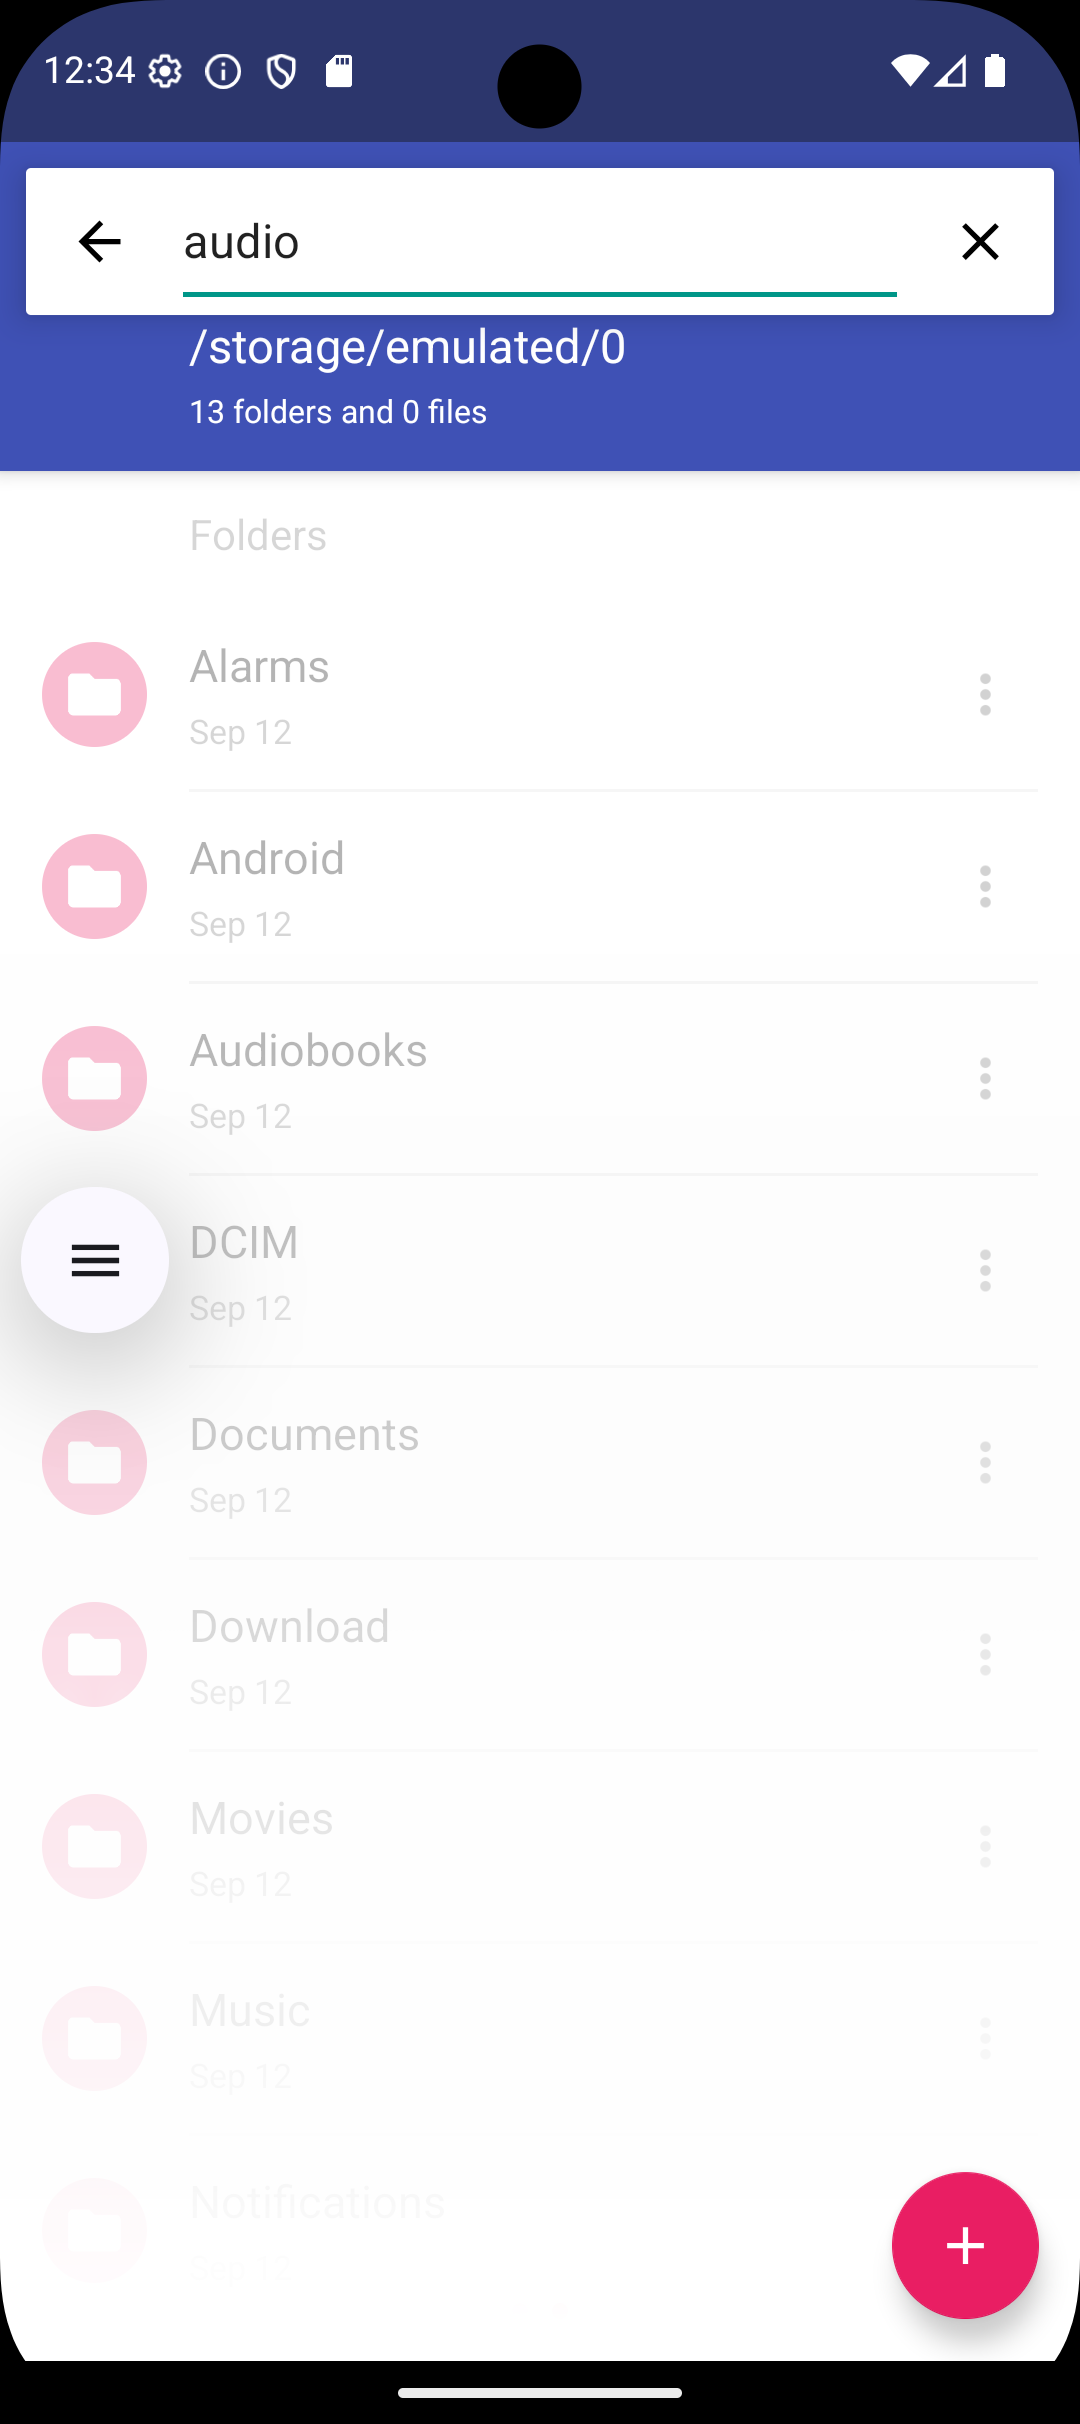 12:34
audio
/storage/emulated/0
13 folders and 0 files
Folders
Alarms
Sep 12
Android
Sep 12
Audiobooks
Sep 12
DCIM
Sep 12
Documents
Sep 12
Download
Sep 12
Movies
Sep 12
Music
Sep 12
Notifications
Sep 12